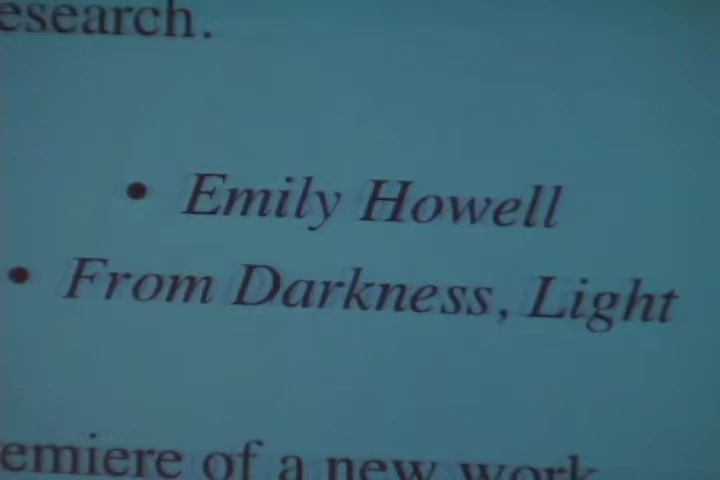 esearch.
• Emily Howell
• From Darkness, Light
emiere of a new work